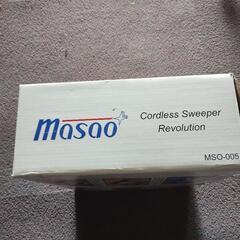 masao
Cordless Sweeper
Revolution
MSO-005